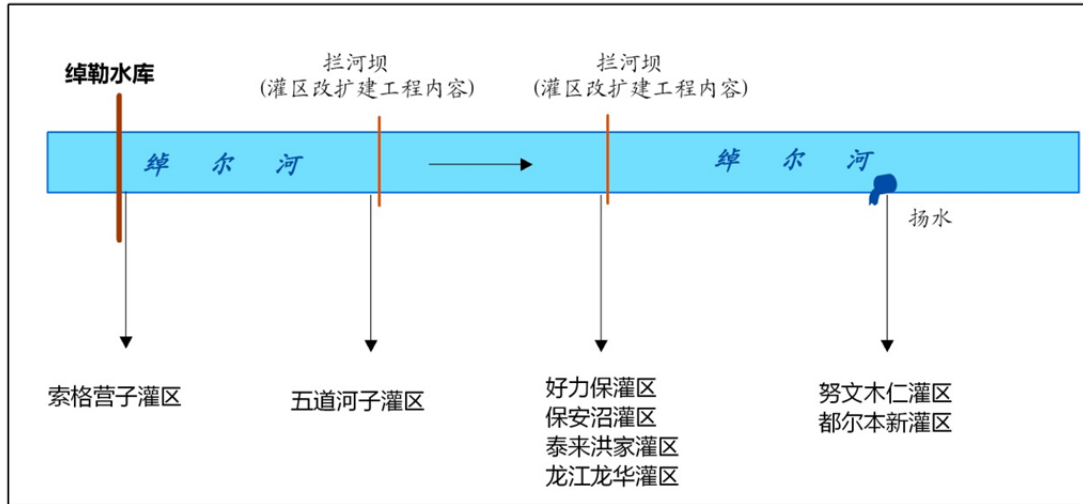 绰勒水库
拦河坝
(灌区改扩建工程内容)
拦河坝
(灌区改扩建工程内容)
绰尔河
绰尔河
扬水
索格营子灌区
五道河子灌区
好力保灌区
保安沼灌区
泰来洪家灌区
龙江龙华灌区
努文木仁灌区
都尔本新灌区